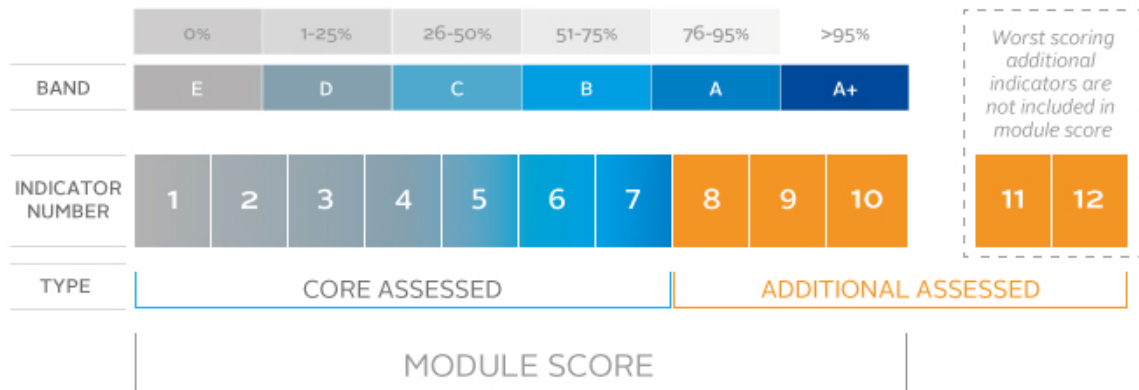 0% 1-25% 26-50% 51-75% 76-95% >95%
BAND E D C B A A+
Worst scoring
additional
indicators are
not included in
module score
INDICATOR
NUMBER
1 2 3 4 5 6 7 8 9 10 11 12
TYPE CORE ASSESSED ADDITIONAL ASSESSED
MODULE SCORE